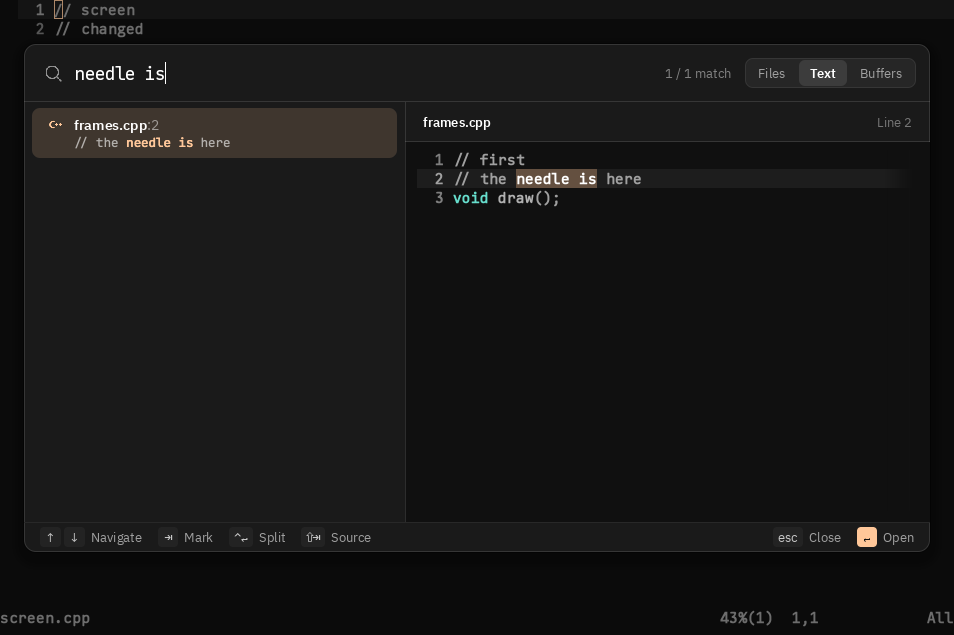 1 // screen
2 // changed
needle is
1 / 1 match
Files Text Buffers
C++ frames.cpp:2
// the needle is here
frames.cpp
Line 2
1 // first
2 // the needle is here
3 void draw();
↑ ↓ Navigate ⇥ Mark ^↵ Split ⇧⇥ Source
esc Close ↵ Open
screen.cpp 43%(1) 1,1 All